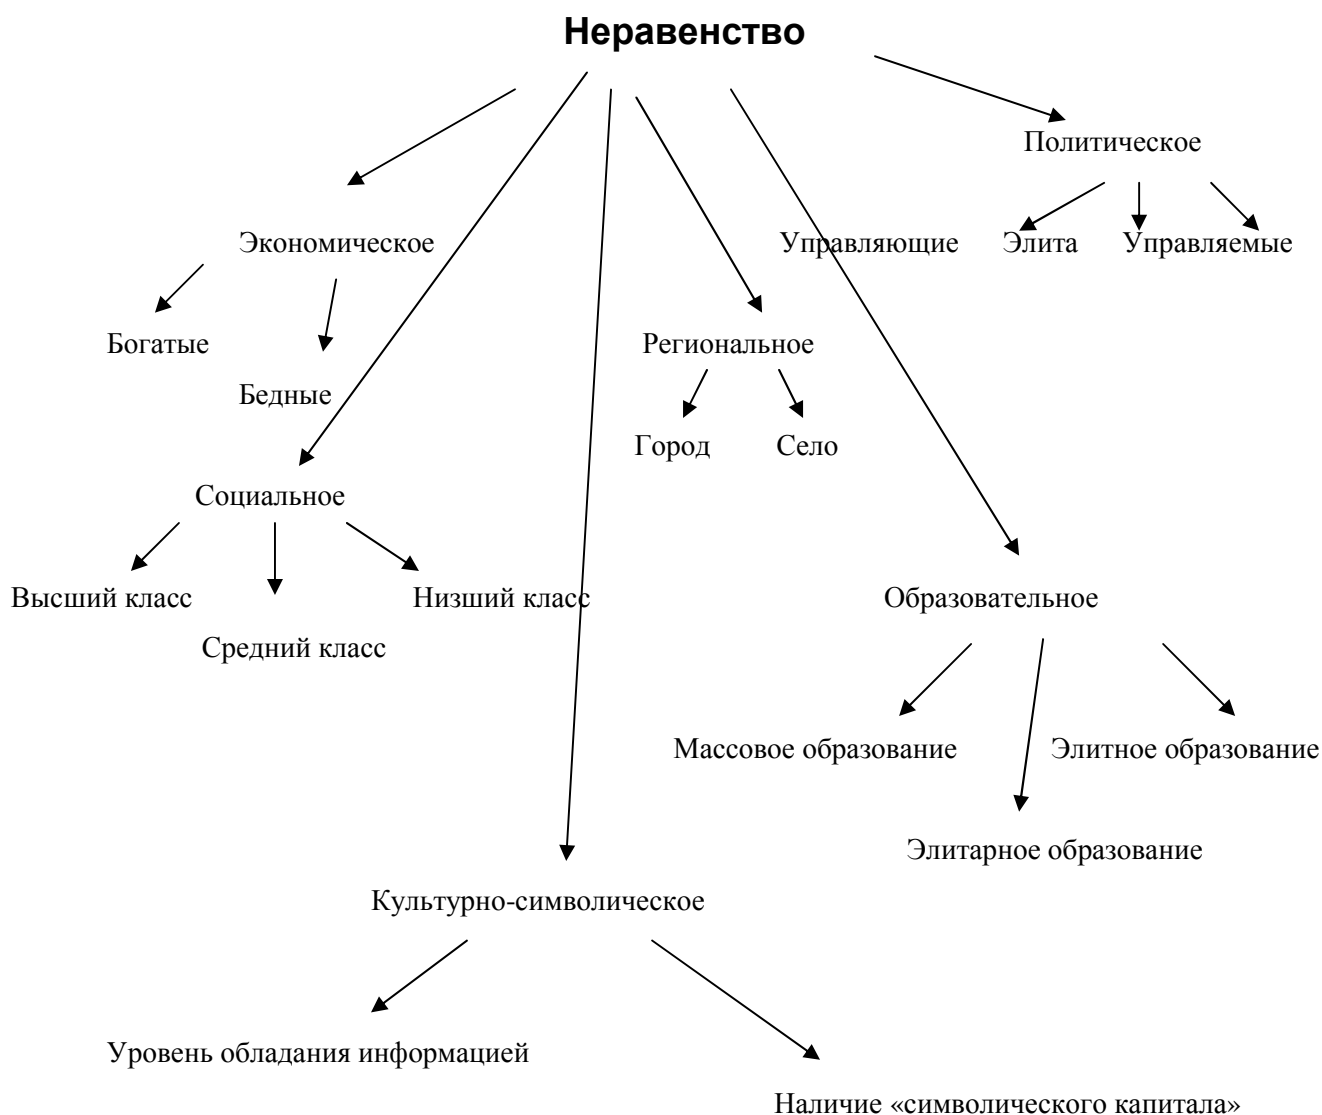 Неравенство
Политическое
Экономическое
Управляющие Элита Управляемые
Богатые
Региональное
Бедные
Город
Село
Социальное
Высший класс
Низший класс
Образовательное
Средний класс
Массовое образование
Элитное образование
Элитарное образование
Культурно-символическое
Уровень обладания информацией
Наличие «символического капитала»